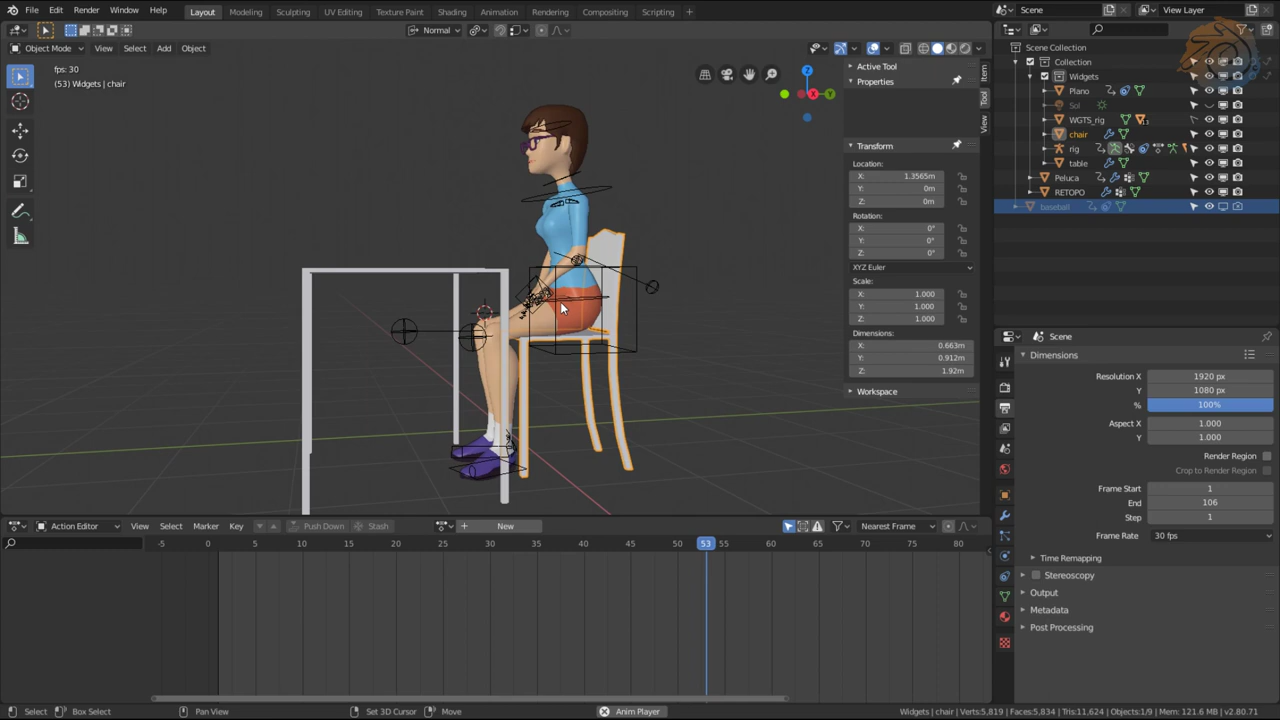 File Edit Render Window Help Layout Modeling Sculpting UV Editing Texture Paint Shading Animation Rendering Compositing Scripting + Scene View Layer
Normal
Object Mode View Select Add Object
fps: 30
(53) Widgets | chair
Z
X
Y
Active Tool
Properties
Transform
Location:
X: 1.3565m
Y: 0m
Z: 0m
Rotation:
X: 0°
Y: 0°
Z: 0°
XYZ Euler
Scale:
X: 1.000
Y: 1.000
Z: 1.000
Dimensions:
X: 0.663m
Y: 0.912m
Z: 1.92m
Workspace
Item
Tool
View
Scene Collection
Collection
Widgets
Plano
Sol
WGTS_rig
chair
rig
table
Peluca
RETOPO
baseball
Scene
Dimensions
Resolution X 1920 px
Y 1080 px
% 100%
Aspect X 1.000
Y 1.000
Render Region
Crop to Render Region
Frame Start 1
End 106
Step 1
Frame Rate 30 fps
Time Remapping
Stereoscopy
Output
Metadata
Post Processing
Action Editor View Select Marker Key Push Down Stash + New Nearest Frame
-5 0 5 10 15 20 25 30 35 40 45 50 53 55 60 65 70 75 80
Select Box Select Pan View Set 3D Cursor Move Anim Player Widgets | chair | Verts:5,819 | Faces:5,834 | Tris:11,624 | Objects:1/9 | Mem: 121.6 MB | v2.80.71